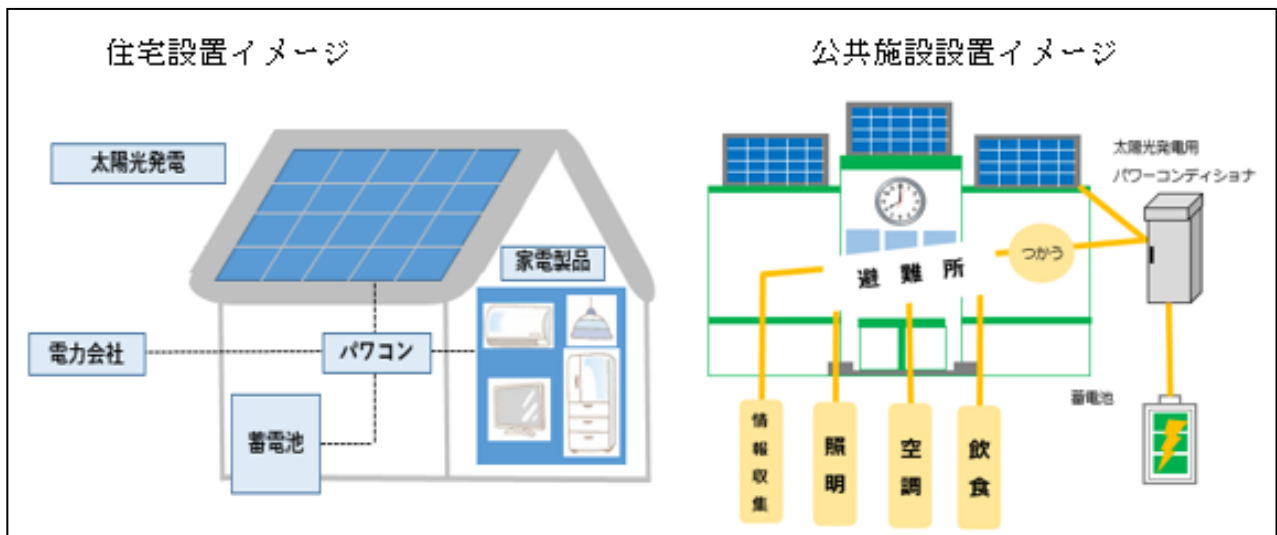 住宅設置イメージ
太陽光発電
家電製品
電力会社
パワコン
蓄電池
公共施設設置イメージ
太陽光発電用
パワーコンディショナ
つかう
避難所
蓄電池
情報収集
照明
空調
飲食